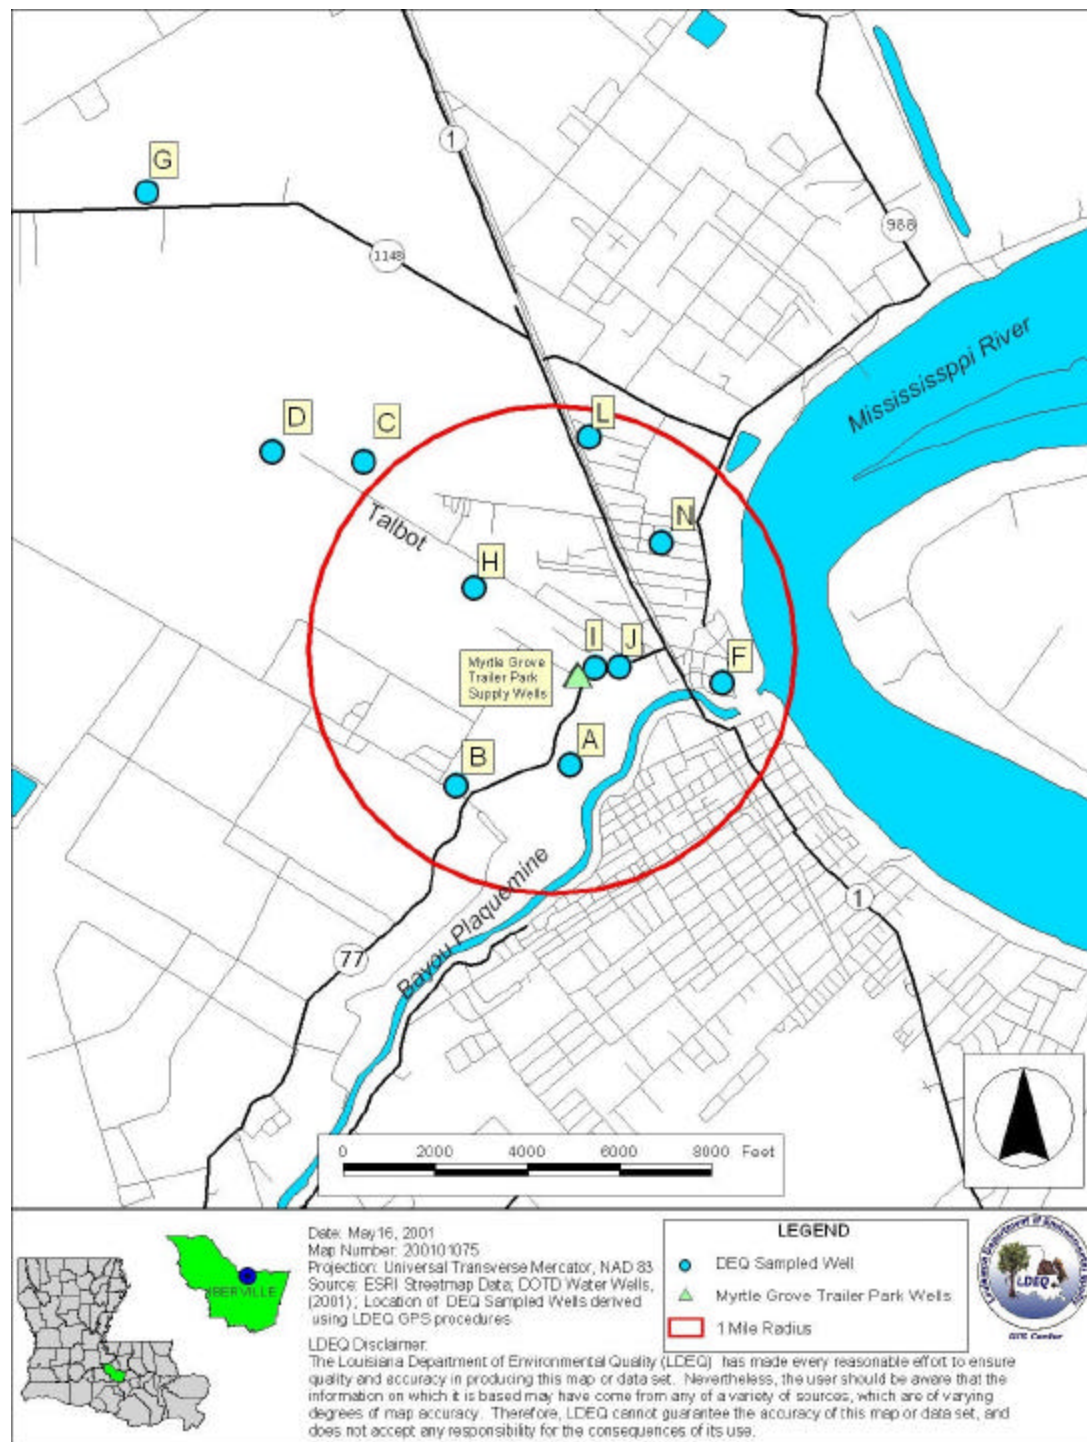 G
1
988
1148
Mississippi River
D
C
L
Talbot
N
H
I
J
F
Myrtle Grove
Trailer Park
Supply Wells
A
B
Bayou Plaquemine
1
77
0 2000 4000 6000 8000 Feet
Date: May 16, 2001
Map Number: 200101075
Projection: Universal Transverse Mercator, NAD 83
Source: ESRI Streetmap Data; DOTD Water Wells,
(2001); Location of DEQ Sampled Wells derived
using LDEQ GPS procedures.
IBERVILLE
LEGEND
DEQ Sampled Well
Myrtle Grove Trailer Park Wells
1 Mile Radius
Louisiana Department of Environmental Quality
LDEQ
GIS Center
LDEQ Disclaimer:
The Louisiana Department of Environmental Quality (LDEQ) has made every reasonable effort to ensure
quality and accuracy in producing this map or data set. Nevertheless, the user should be aware that the
information on which it is based may have come from any of a variety of sources, which are of varying
degrees of map accuracy. Therefore, LDEQ cannot guarantee the accuracy of this map or data set, and
does not accept any responsibility for the consequences of its use.